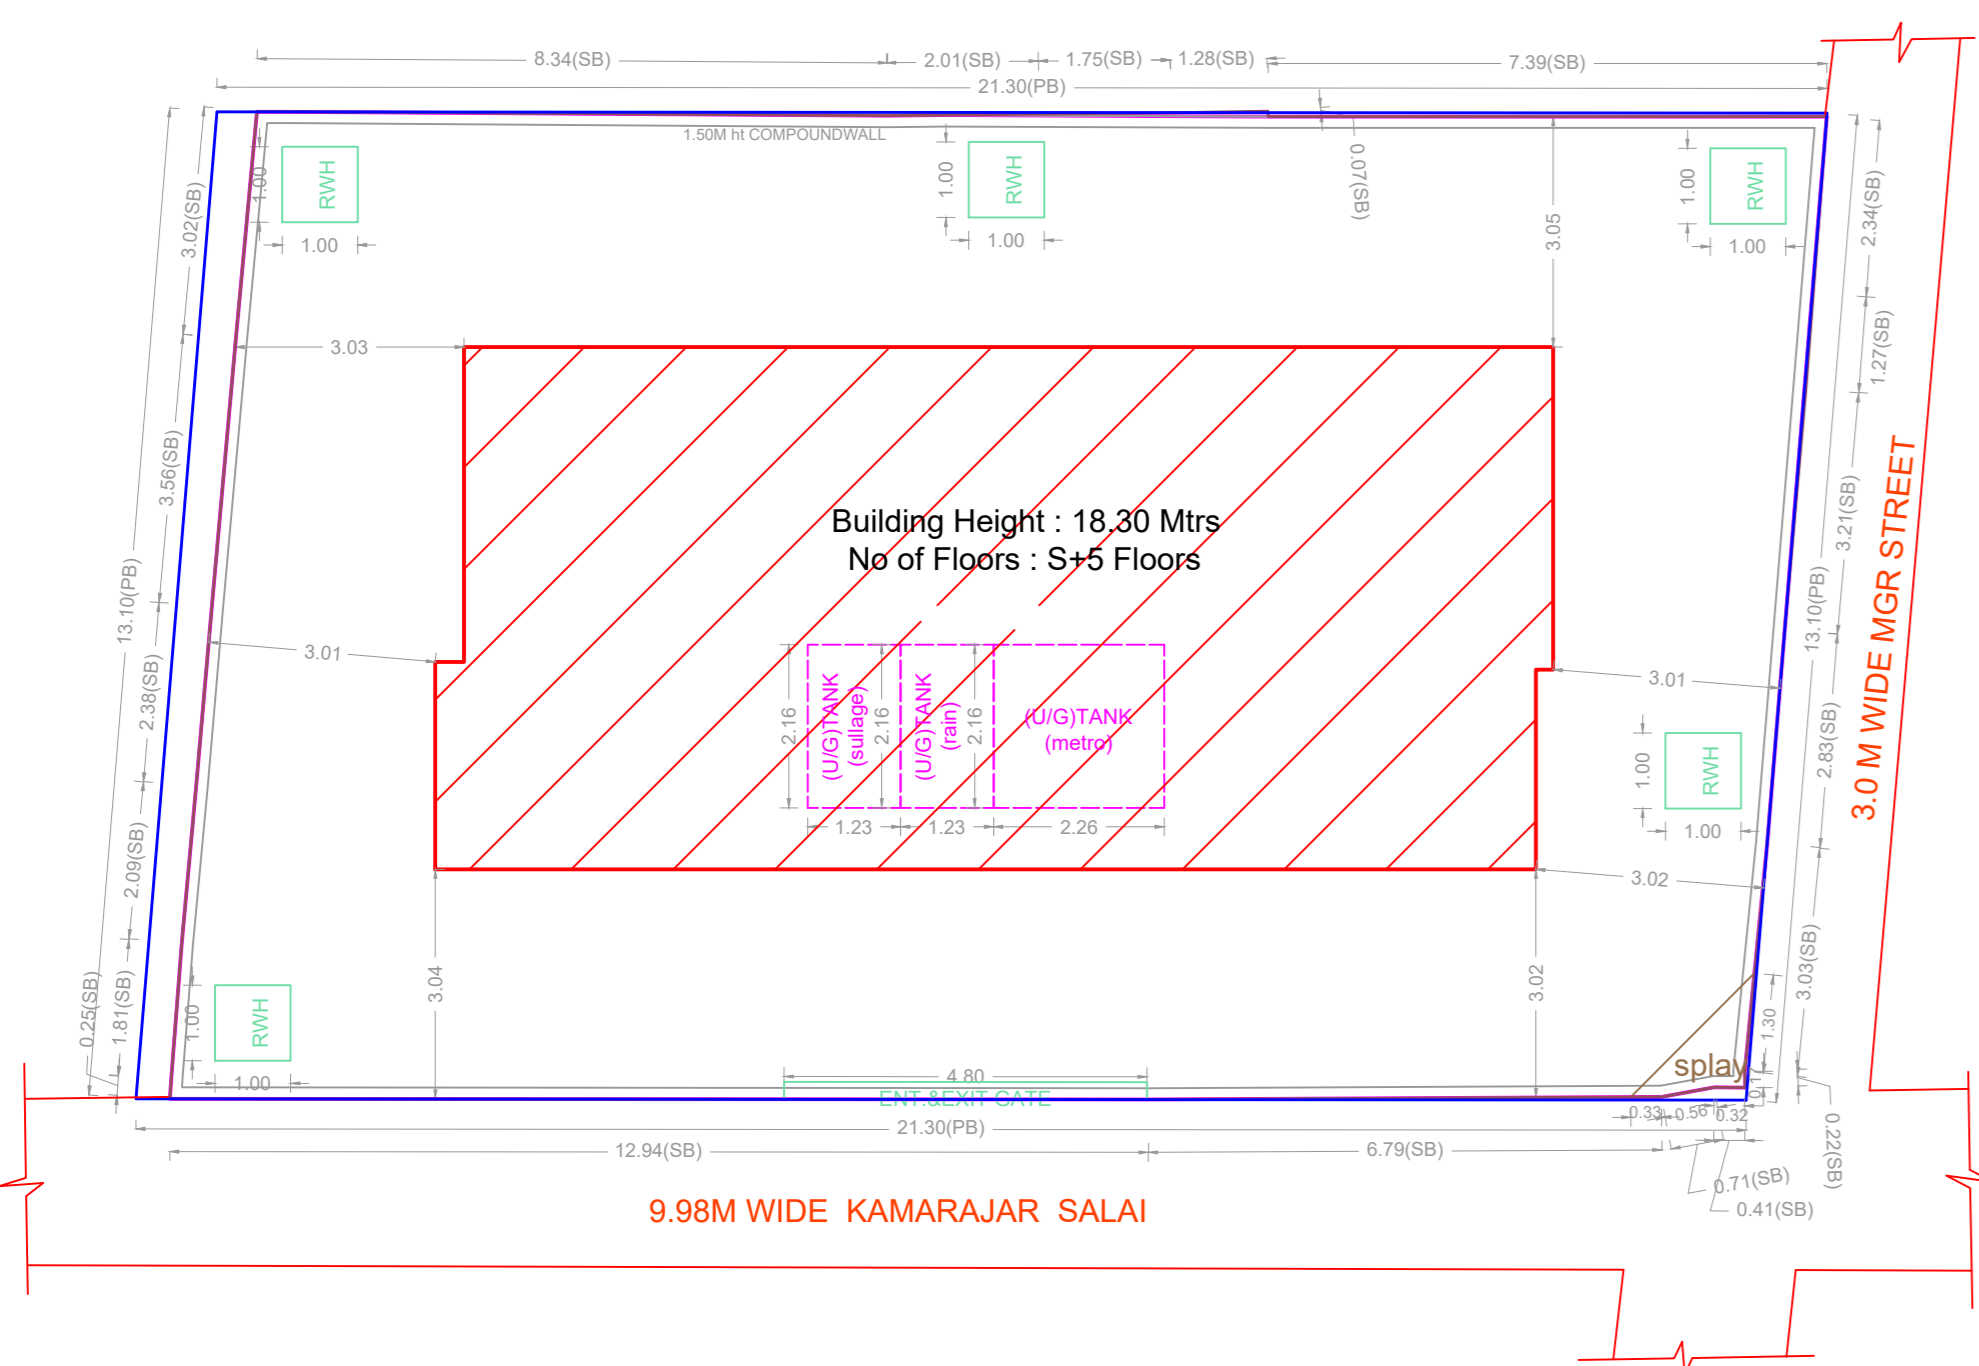 8.34(SB)
2.01(SB)
1.75(SB)
1.28(SB)
7.39(SB)
21.30(PB)
1.50M ht COMPOUNDWALL
RWH
1.00
1.00
RWH
1.00
1.00
RWH
1.00
1.00
0.07(SB)
3.05
3.02(SB)
3.56(SB)
13.10(PB)
2.38(SB)
2.09(SB)
1.81(SB)
0.25(SB)
3.03
3.01
2.34(SB)
1.27(SB)
3.21(SB)
13.10(PB)
2.83(SB)
3.03(SB)
3.0 M WIDE MGR STREET
Building Height : 18.30 Mtrs
No of Floors : S+5 Floors
2.16
(U/G)TANK
(sullage)
2.16
(U/G)TANK
(rain)
2.16
(U/G)TANK
(metro)
1.23
1.23
2.26
3.01
3.02
RWH
1.00
1.00
3.04
3.02
RWH
1.00
1.00
4.80
ENT.&EXIT GATE
splay
1.30
0.33
0.56
0.32
0.22(SB)
21.30(PB)
12.94(SB)
6.79(SB)
0.71(SB)
0.41(SB)
9.98M WIDE KAMARAJAR SALAI